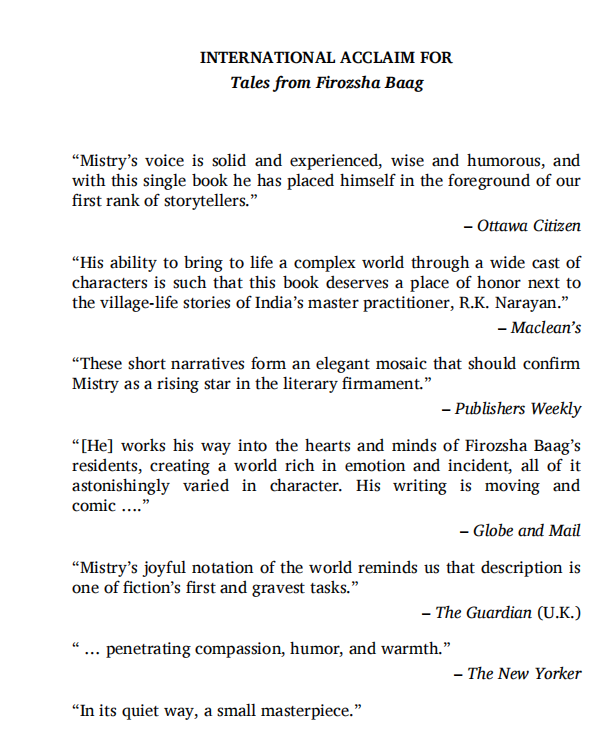 INTERNATIONAL ACCLAIM FOR
Tales from Firozsha Baag
“Mistry’s voice is solid and experienced, wise and humorous, and
with this single book he has placed himself in the foreground of our
first rank of storytellers.”
– Ottawa Citizen
“His ability to bring to life a complex world through a wide cast of
characters is such that this book deserves a place of honor next to
the village-life stories of India’s master practitioner, R.K. Narayan.”
– Maclean’s
“These short narratives form an elegant mosaic that should confirm
Mistry as a rising star in the literary firmament.”
– Publishers Weekly
“[He] works his way into the hearts and minds of Firozsha Baag’s
residents, creating a world rich in emotion and incident, all of it
astonishingly varied in character. His writing is moving and
comic ….”
– Globe and Mail
“Mistry’s joyful notation of the world reminds us that description is
one of fiction’s first and gravest tasks.”
– The Guardian (U.K.)
“ … penetrating compassion, humor, and warmth.”
– The New Yorker
“In its quiet way, a small masterpiece.”